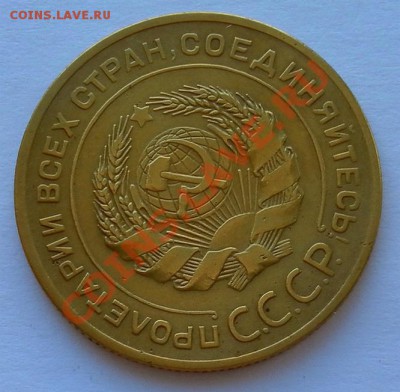 COINS.LAVE.RU
ПРОЛЕТАРИИ ВСЕХ СТРАН, СОЕДИНЯЙТЕСЬ!
С.С.С.Р.
COINS.LAVE.RU